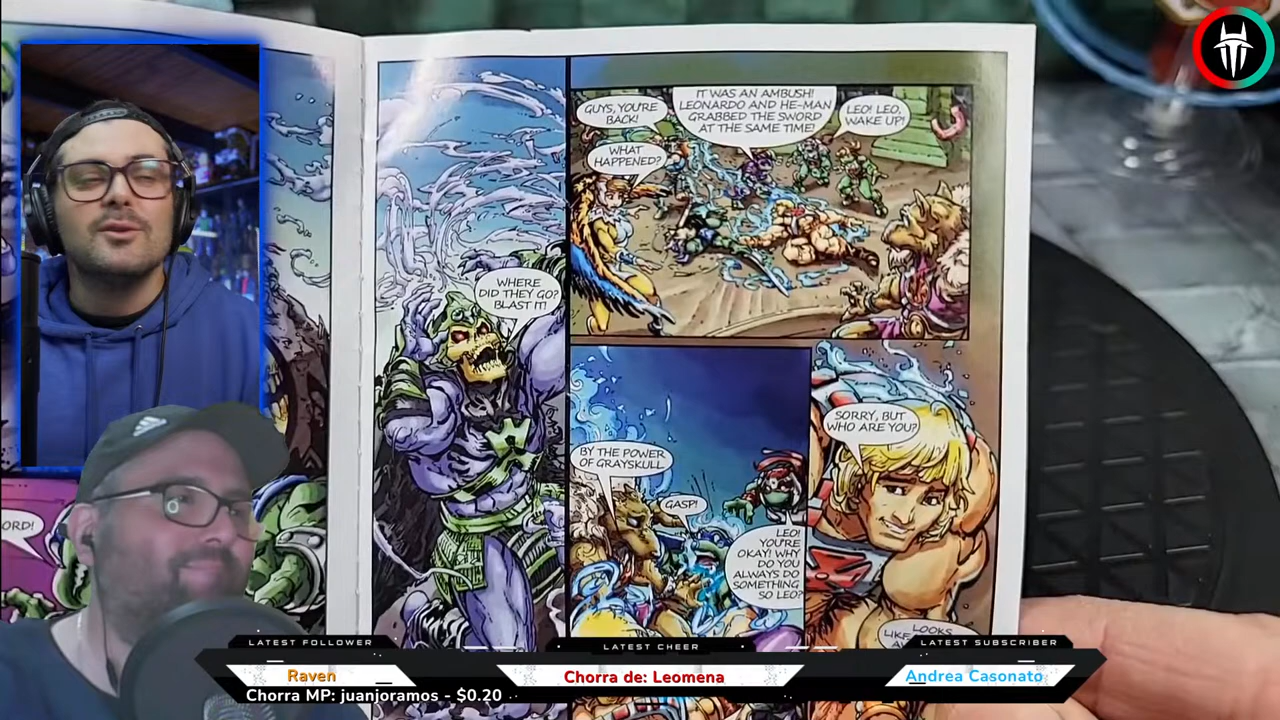 WHERE
DID THEY GO?
BLAST IT!
GUYS, YOU'RE
BACK!
WHAT
HAPPENED?
IT WAS AN AMBUSH!
LEONARDO AND HE-MAN
GRABBED THE SWORD
AT THE SAME TIME!
LEO! LEO,
WAKE UP!
BY THE POWER
OF GRAYSKULL
GASP!
LEO!
YOU'RE
OKAY! WHY
DO YOU
ALWAYS DO
SOMETHING
SO LEO?
SORRY, BUT
WHO ARE YOU?
LOOKS
ORD!
LATEST FOLLOWER
Raven
LATEST CHEER
Chorra de: Leomena
LATEST SUBSCRIBER
Andrea Casonato
Chorra MP: juanjoramos - $0.20